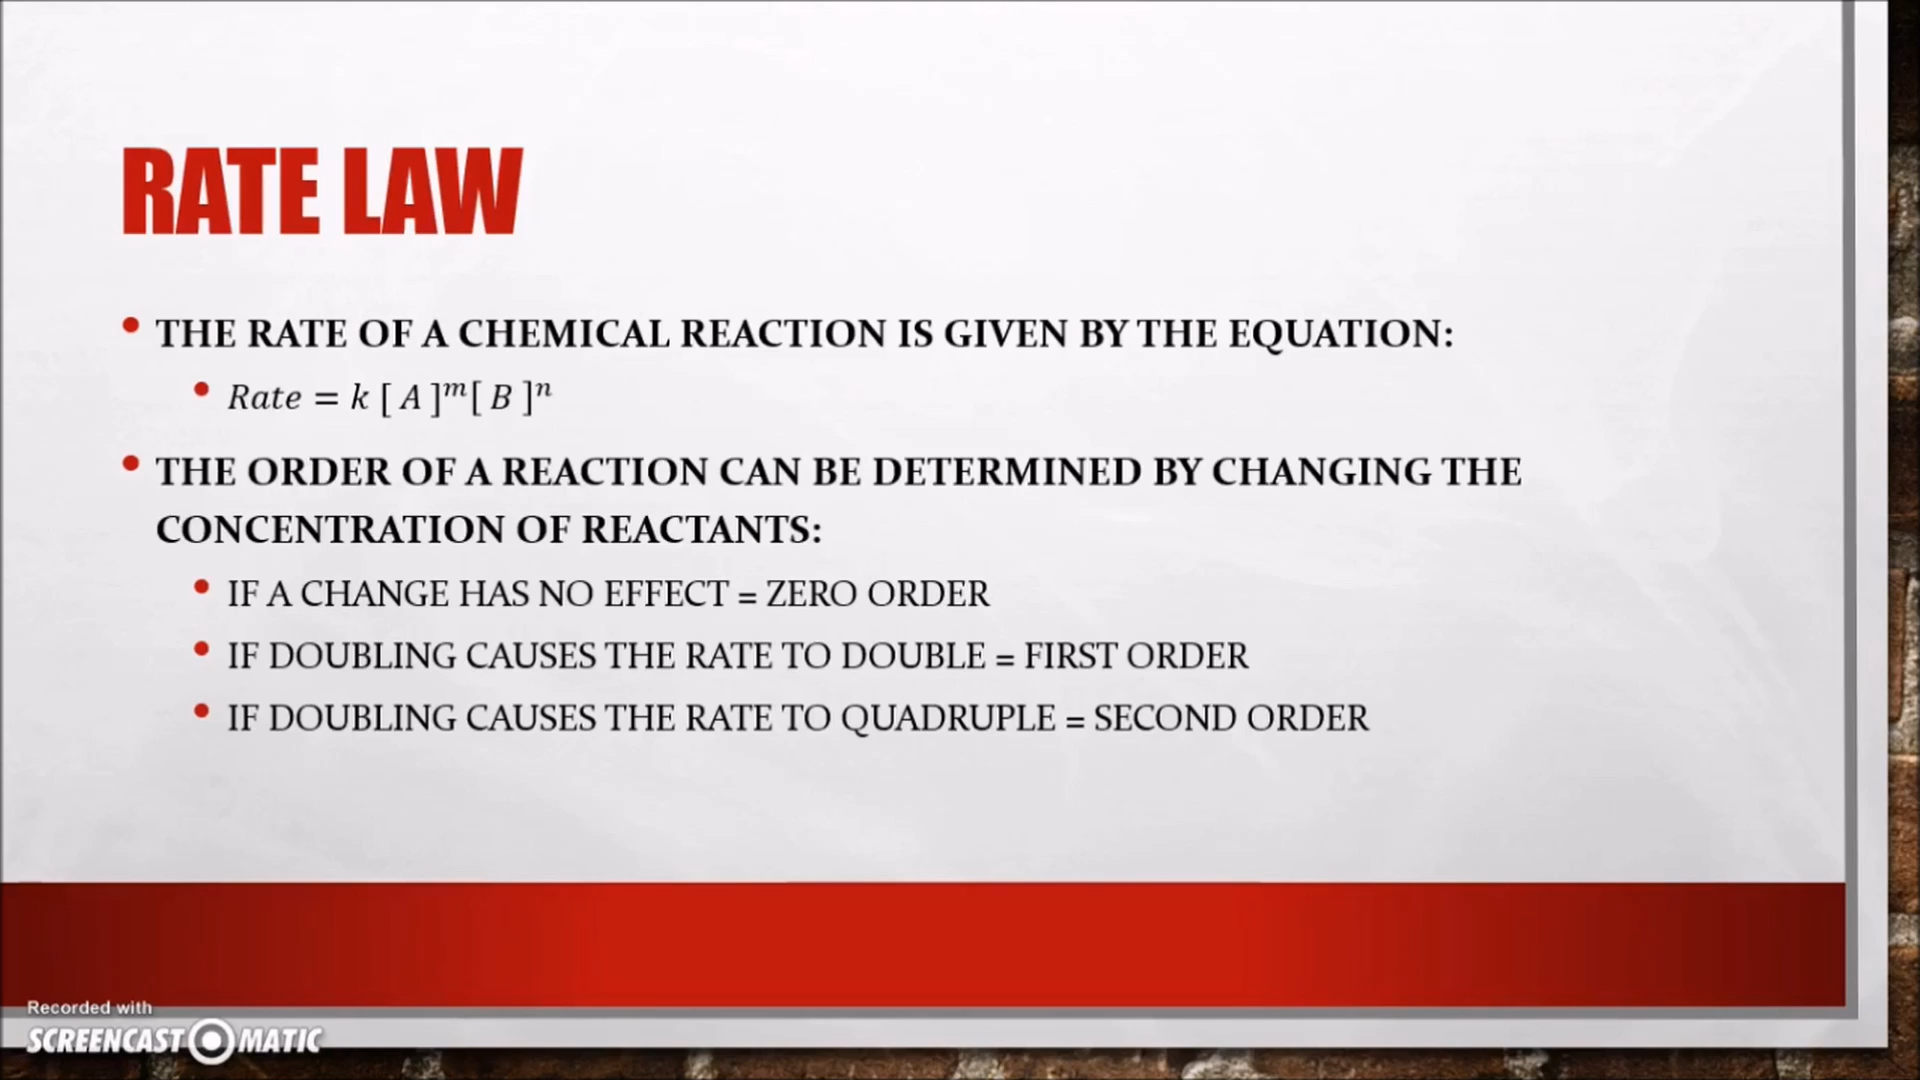 RATE LAW
THE RATE OF A CHEMICAL REACTION IS GIVEN BY THE EQUATION:
Rate = k [ A ]ᵐ[ B ]ⁿ
THE ORDER OF A REACTION CAN BE DETERMINED BY CHANGING THE
CONCENTRATION OF REACTANTS:
IF A CHANGE HAS NO EFFECT = ZERO ORDER
IF DOUBLING CAUSES THE RATE TO DOUBLE = FIRST ORDER
IF DOUBLING CAUSES THE RATE TO QUADRUPLE = SECOND ORDER
Recorded with
SCREENCAST MATIC